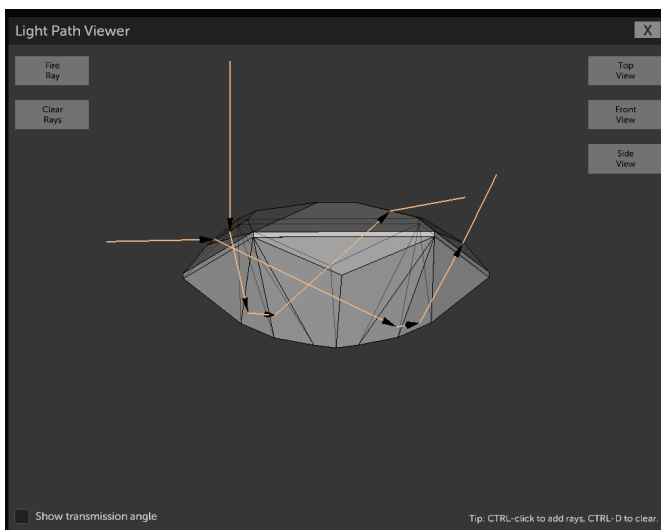 Light Path Viewer
X
Fire
Ray
Clear
Rays
Top
View
Front
View
Side
View
Show transmission angle
Tip: CTRL-click to add rays, CTRL-D to clear.